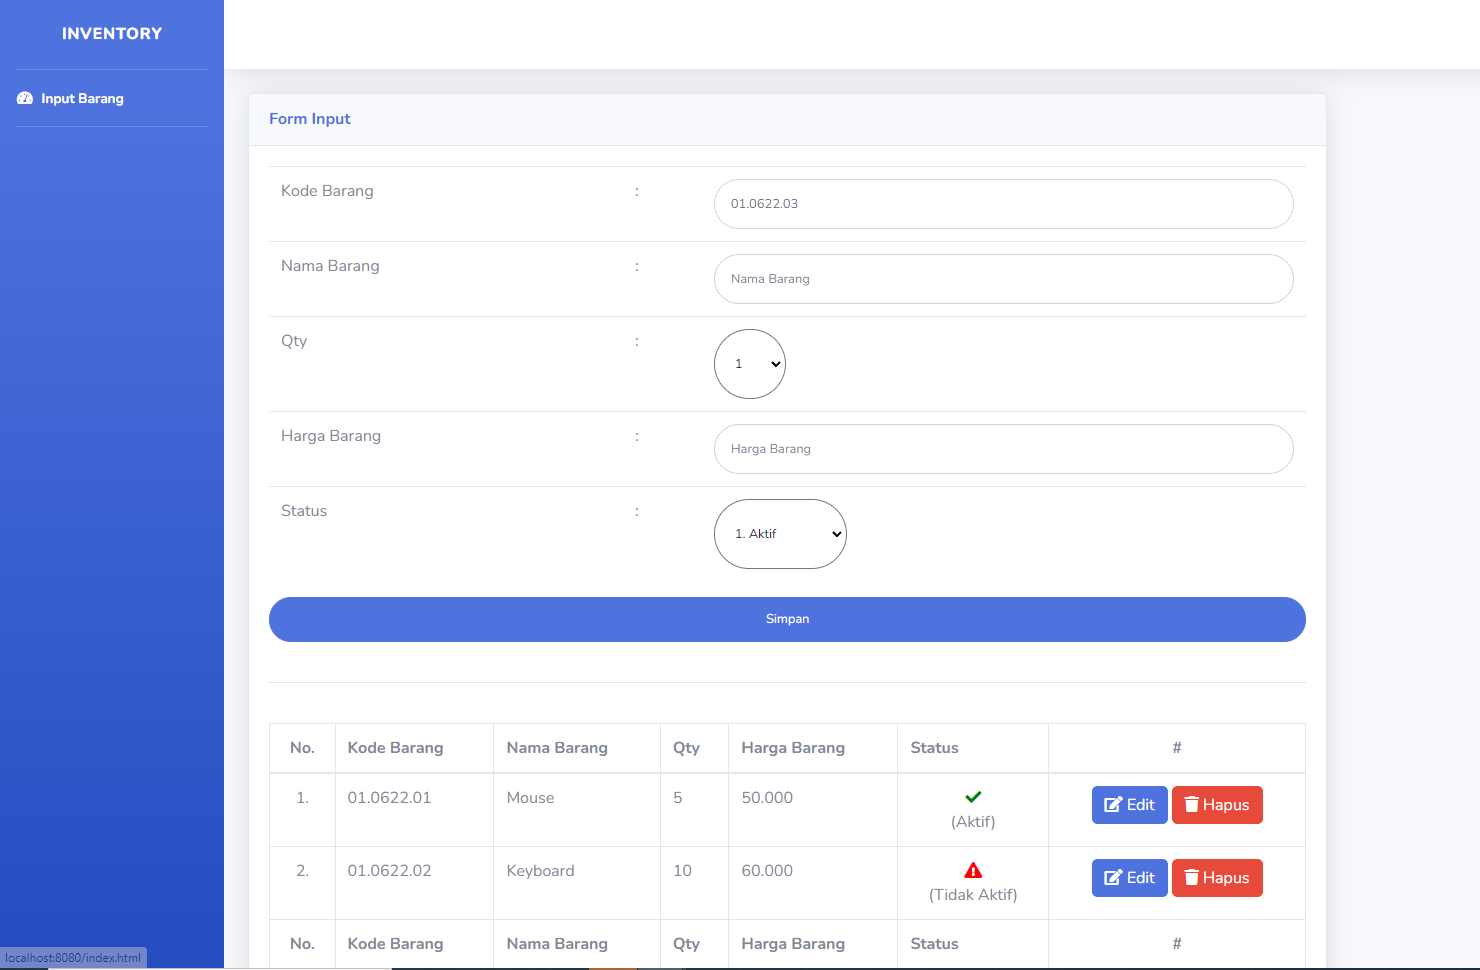 INVENTORY
Input Barang
Form Input
Kode Barang : 01.0622.03
Nama Barang : Nama Barang
Qty : 1
Harga Barang : Harga Barang
Status : 1. Aktif
Simpan
No. Kode Barang Nama Barang Qty Harga Barang Status #
1. 01.0622.01 Mouse 5 50.000 (Aktif) Edit Hapus
2. 01.0622.02 Keyboard 10 60.000 (Tidak Aktif) Edit Hapus
No. Kode Barang Nama Barang Qty Harga Barang Status #
localhost:8080/index.html